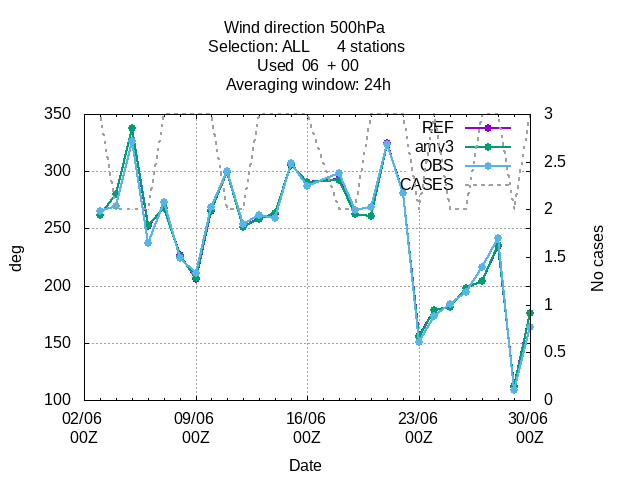 Wind direction 500hPa
Selection: ALL      4 stations
Used  06  + 00
Averaging window: 24h
350
300
250
200
150
100
deg
3
2.5
2
1.5
1
0.5
0
No cases
REF
amv3
OBS
CASES
02/06 09/06 16/06 23/06 30/06
00Z 00Z 00Z 00Z 00Z
Date